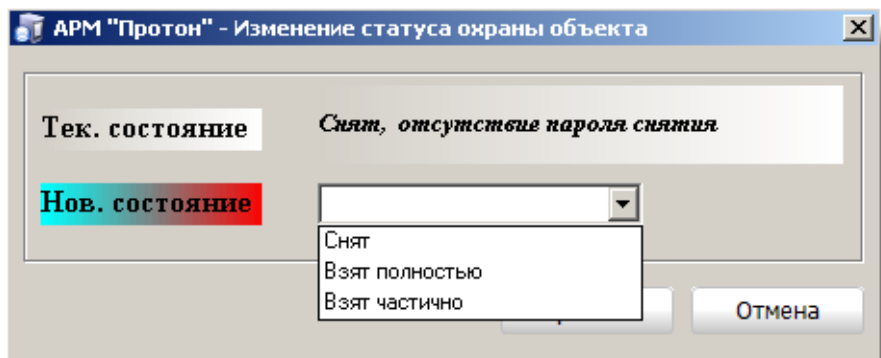 АРМ "Протон" - Изменение статуса охраны объекта
Тек. состояние
Снят, отсутствие пароля снятия
Нов. состояние
Снят
Взят полностью
Взят частично
Отмена